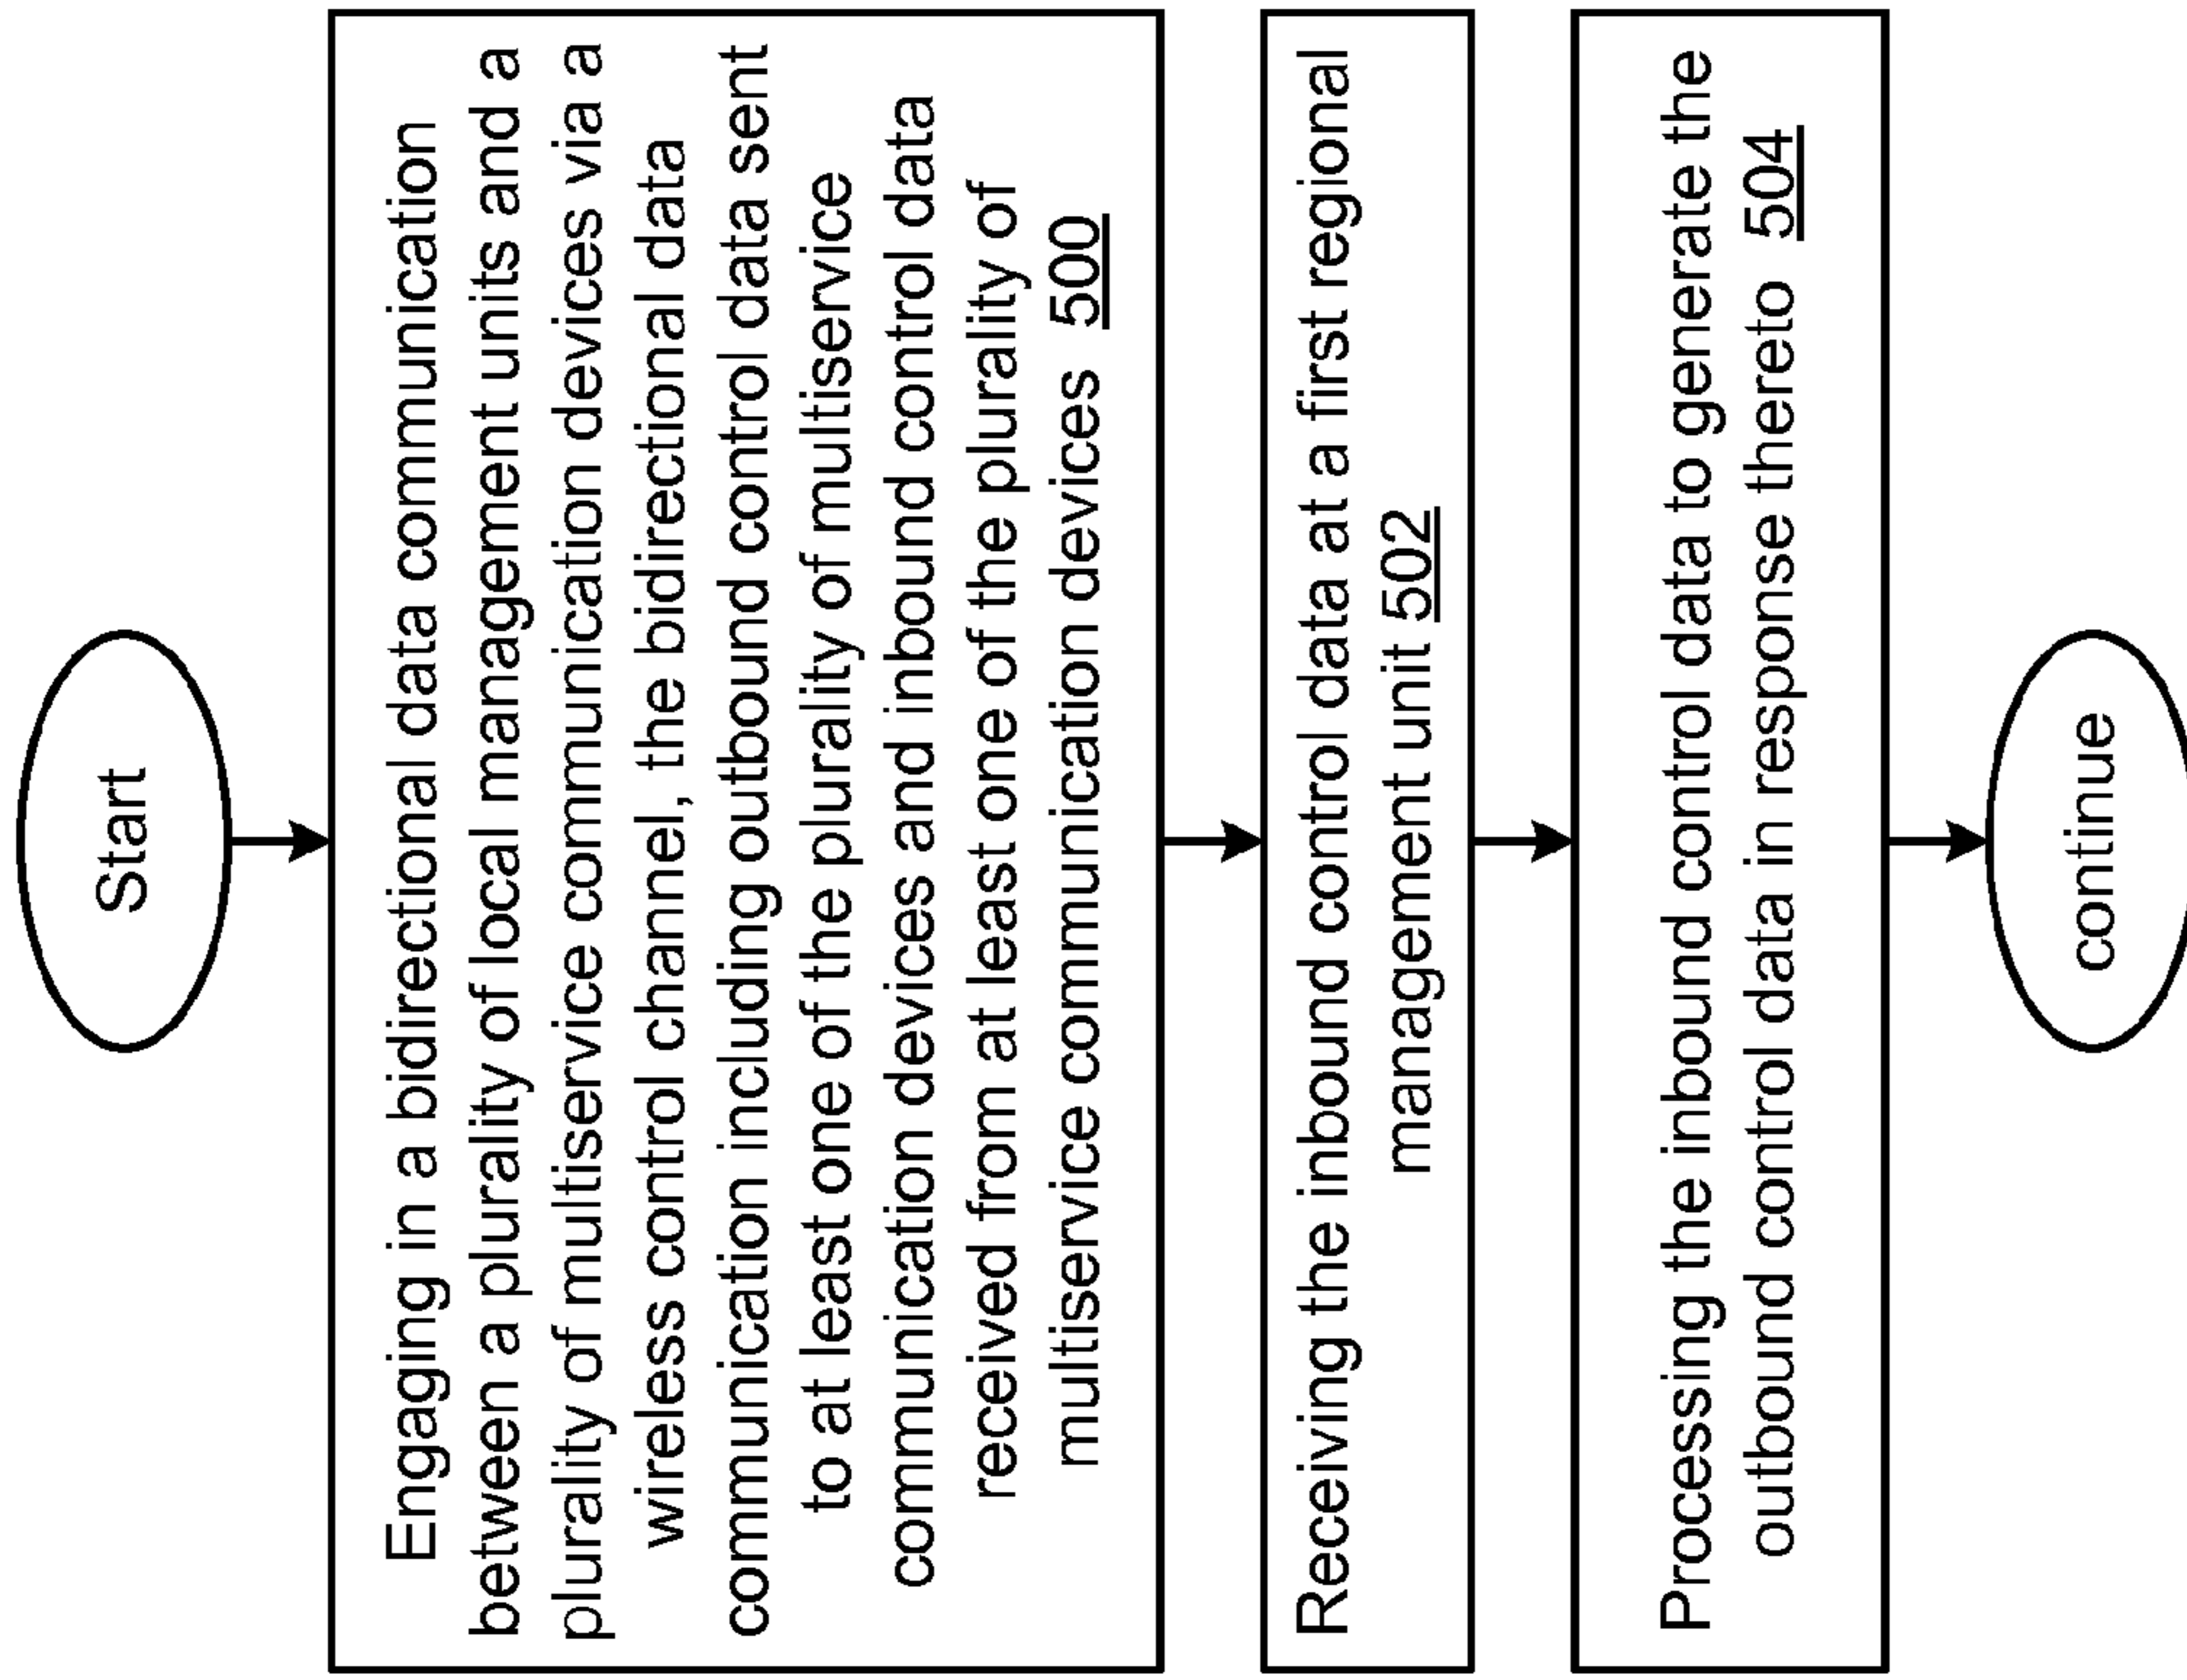 Start
Engaging in a bidirectional data communication
between a plurality of local management units and a
plurality of multiservice communication devices via a
wireless control channel, the bidirectional data
communication including outbound control data sent
to at least one of the plurality of multiservice
communication devices and inbound control data
received from at least one of the plurality of
multiservice communication devices 500
Receiving the inbound control data at a first regional
management unit 502
Processing the inbound control data to generate the
outbound control data in response thereto 504
continue